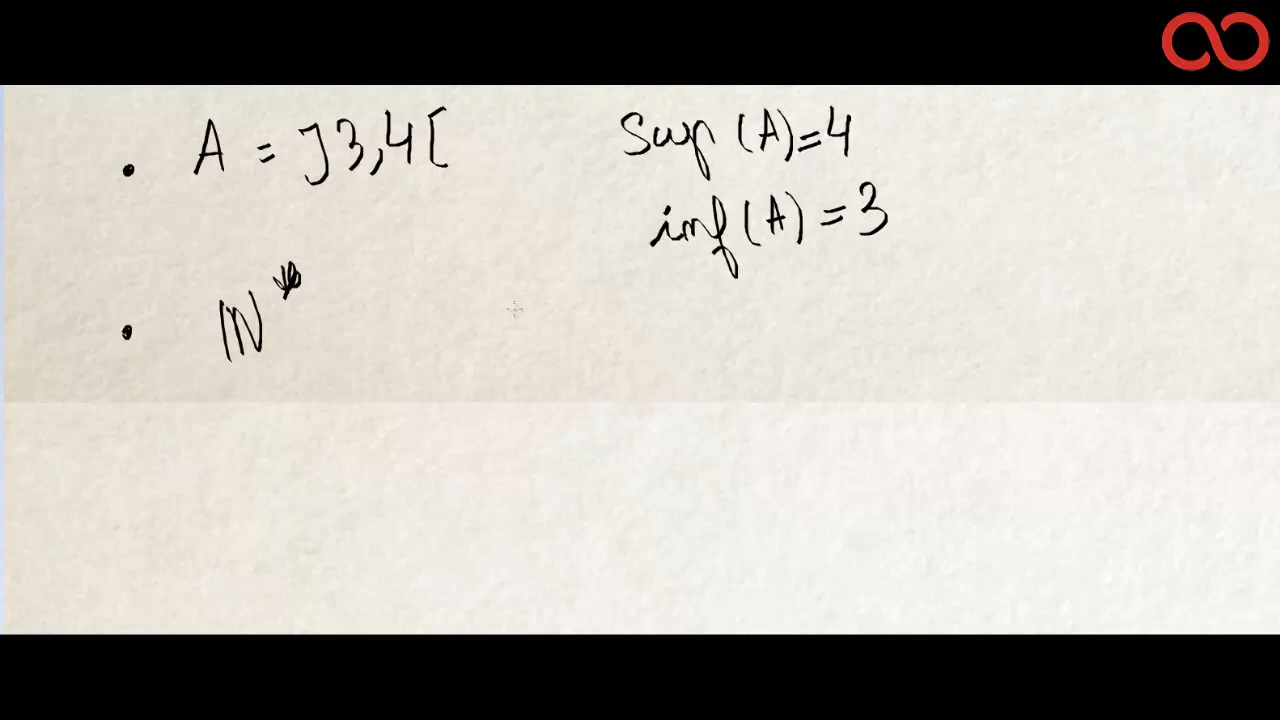 • A = ]3,4[
Sup (A)=4
inf (A) = 3
• ℕ*